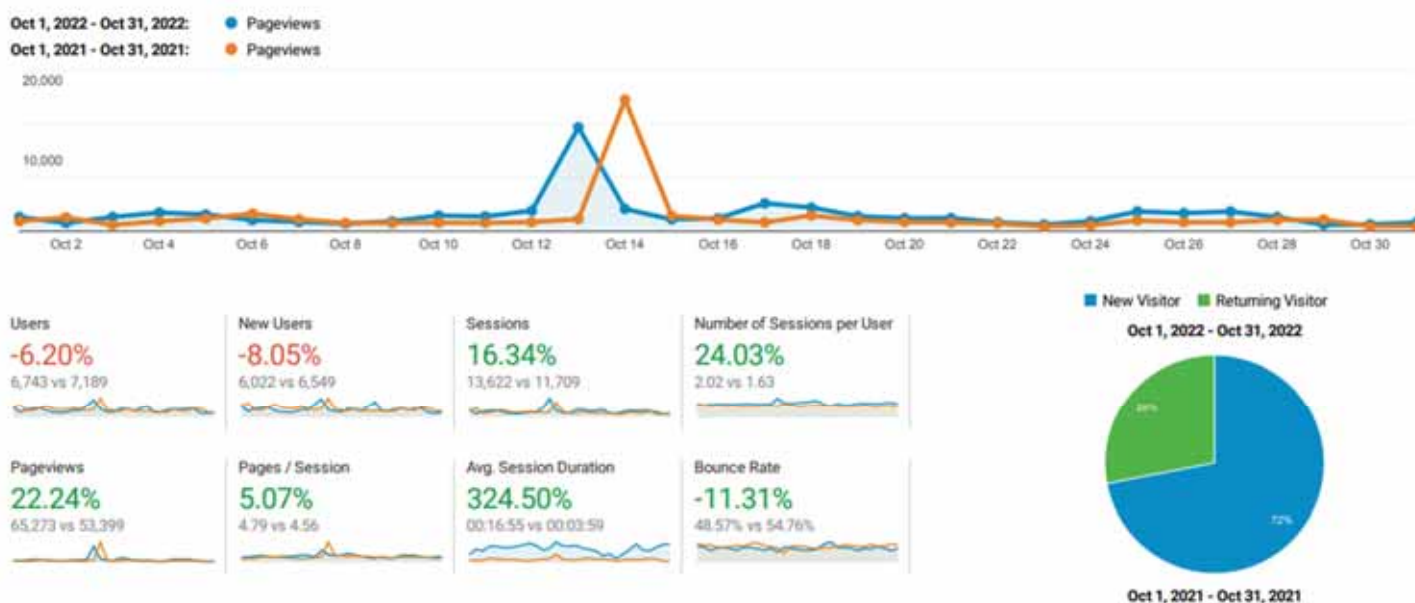 Oct 1, 2022 - Oct 31, 2022: Pageviews
Oct 1, 2021 - Oct 31, 2021: Pageviews
20,000
10,000
Oct 2 Oct 4 Oct 6 Oct 8 Oct 10 Oct 12 Oct 14 Oct 16 Oct 18 Oct 20 Oct 22 Oct 24 Oct 26 Oct 28 Oct 30
Users
-6.20%
6,743 vs 7,189
New Users
-8.05%
6,022 vs 6,549
Sessions
16.34%
13,622 vs 11,709
Number of Sessions per User
24.03%
2.02 vs 1.63
Pageviews
22.24%
65,273 vs 53,399
Pages / Session
5.07%
4.79 vs 4.56
Avg. Session Duration
324.50%
00:16:55 vs 00:03:59
Bounce Rate
-11.31%
48.57% vs 54.76%
New Visitor Returning Visitor
Oct 1, 2022 - Oct 31, 2022
72%
Oct 1, 2021 - Oct 31, 2021